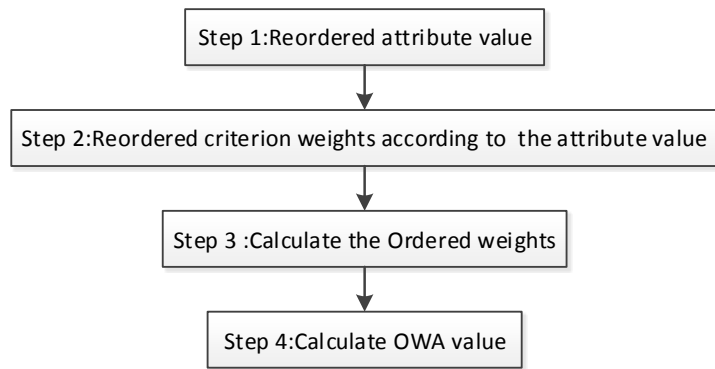 Step 1:Reordered attribute value
Step 2:Reordered criterion weights according to  the attribute value
Step 3 :Calculate the Ordered weights
Step 4:Calculate OWA value